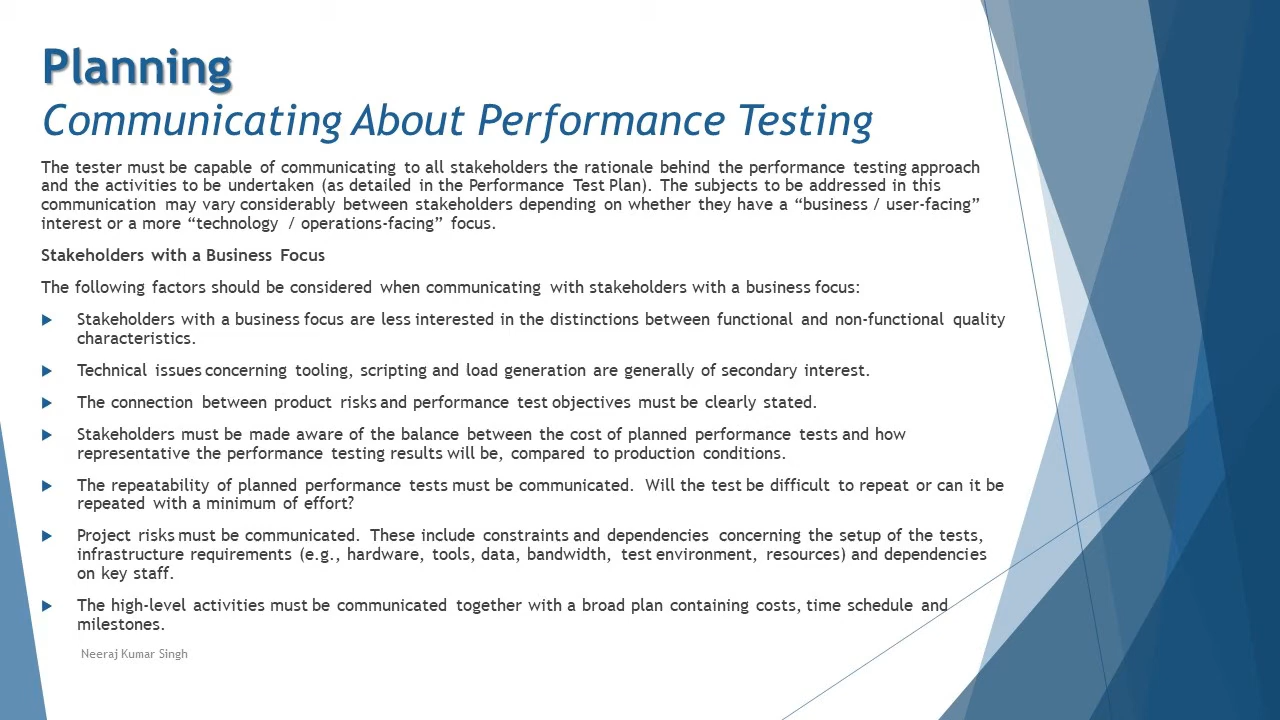 Planning
Communicating About Performance Testing
The tester must be capable of communicating to all stakeholders the rationale behind the performance testing approach
and the activities to be undertaken (as detailed in the Performance Test Plan). The subjects to be addressed in this
communication may vary considerably between stakeholders depending on whether they have a “business / user-facing”
interest or a more “technology / operations-facing” focus.
Stakeholders with a Business Focus
The following factors should be considered when communicating with stakeholders with a business focus:
Stakeholders with a business focus are less interested in the distinctions between functional and non-functional quality
characteristics.
Technical issues concerning tooling, scripting and load generation are generally of secondary interest.
The connection between product risks and performance test objectives must be clearly stated.
Stakeholders must be made aware of the balance between the cost of planned performance tests and how
representative the performance testing results will be, compared to production conditions.
The repeatability of planned performance tests must be communicated. Will the test be difficult to repeat or can it be
repeated with a minimum of effort?
Project risks must be communicated. These include constraints and dependencies concerning the setup of the tests,
infrastructure requirements (e.g., hardware, tools, data, bandwidth, test environment, resources) and dependencies
on key staff.
The high-level activities must be communicated together with a broad plan containing costs, time schedule and
milestones.
Neeraj Kumar Singh